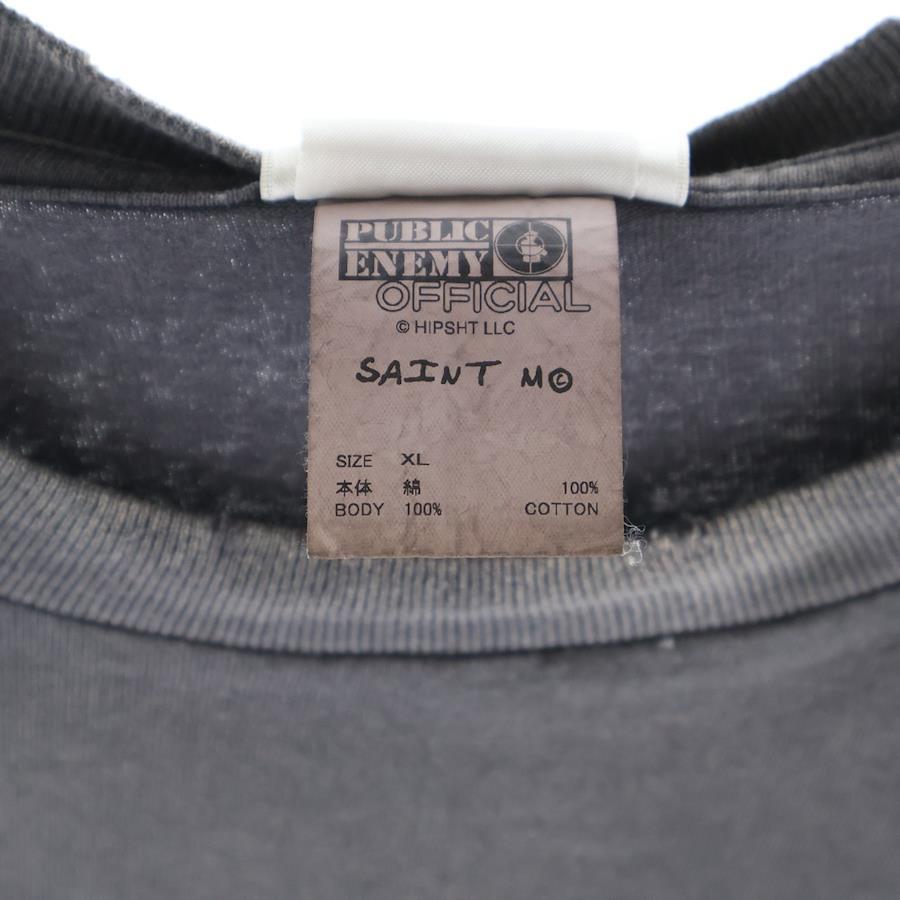 PUBLIC
ENEMY
OFFICIAL
© HIPSHT LLC
SAINT M©
SIZE XL
本体 綿 100%
BODY 100% COTTON